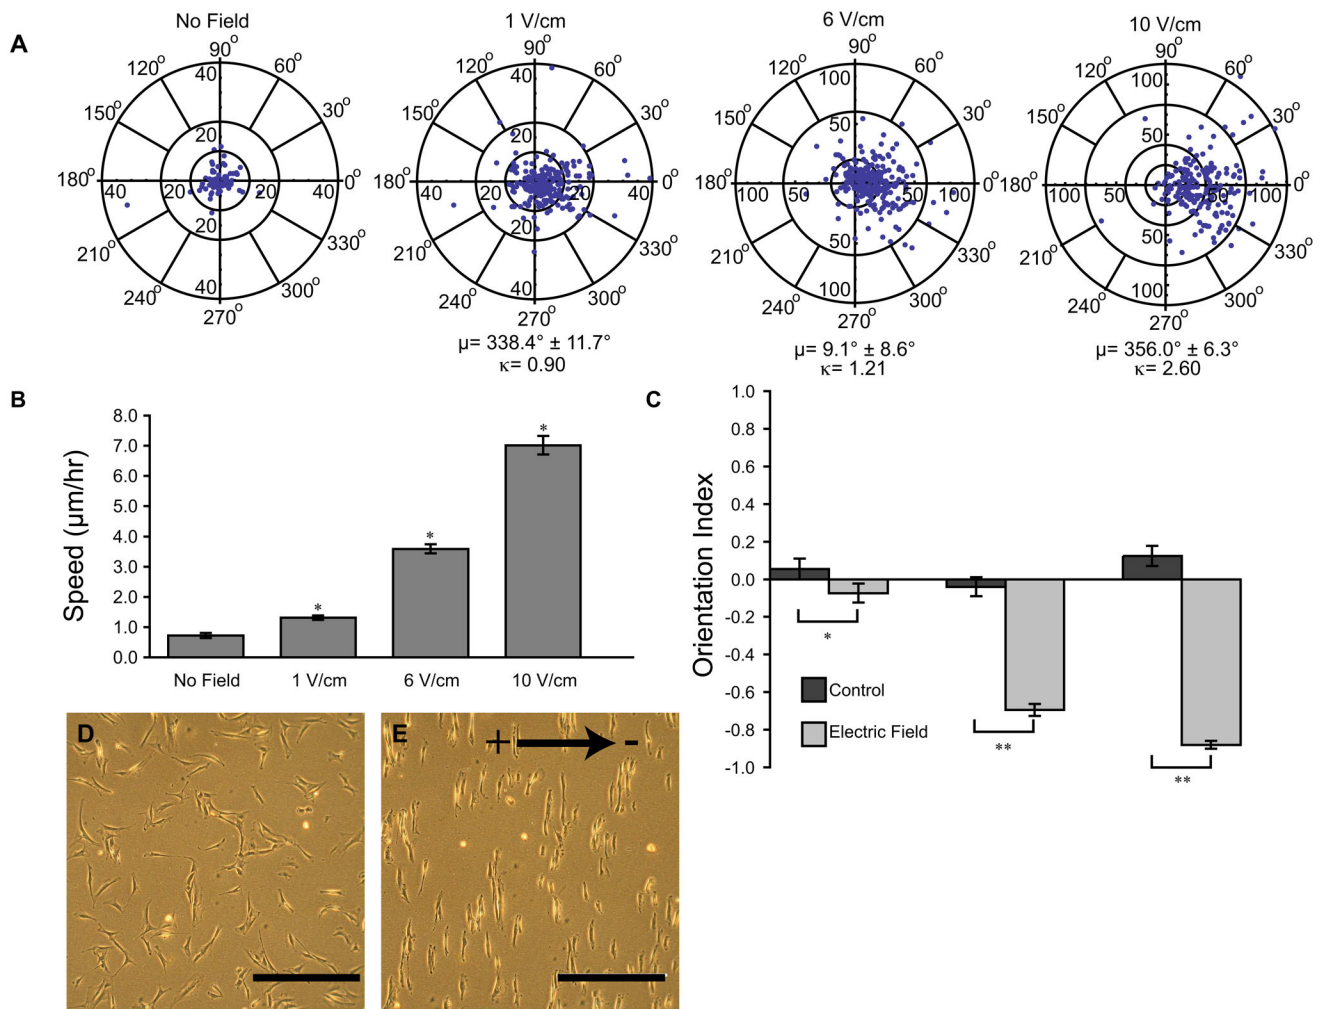 A
No Field
1 V/cm
6 V/cm
10 V/cm
90° 60° 30° 0° 330° 300° 270° 240° 210° 180° 150° 120°
40 20 40 20 20 40 20 40
90° 60° 30° 0° 330° 300° 270° 240° 210° 180° 150° 120°
40 20 40 20 20 40 20 40
90° 60° 30° 0° 330° 300° 270° 240° 210° 180° 150° 120°
100 50 100 50 50 100 50 100
90° 60° 30° 0° 330° 300° 270° 240° 210° 180° 150° 120°
100 50 100 50 50 100 50 100
μ= 338.4° ± 11.7°
κ= 0.90
μ= 9.1° ± 8.6°
κ= 1.21
μ= 356.0° ± 6.3°
κ= 2.60
B
Speed (μm/hr)
8.0
7.0
6.0
5.0
4.0
3.0
2.0
1.0
0.0
* * *
No Field 1 V/cm 6 V/cm 10 V/cm
C
Orientation Index
1.0
0.8
0.6
0.4
0.2
0.0
-0.2
-0.4
-0.6
-0.8
-1.0
*
**
**
Control
Electric Field
D
E
+ -